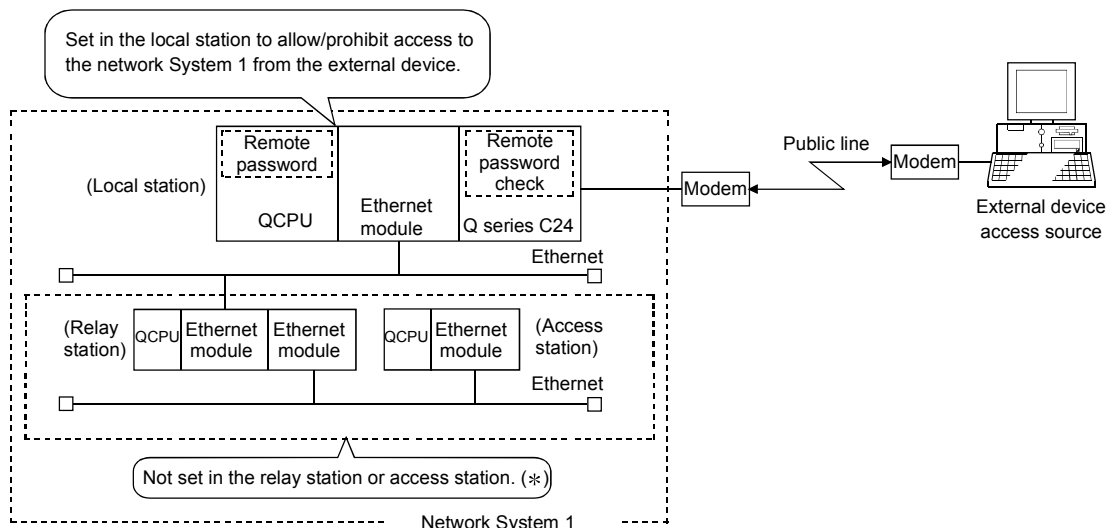 Set in the local station to allow/prohibit access to
the network System 1 from the external device.
Remote
password
Remote
password
check
(Local station)
QCPU
Ethernet
module
Q series C24
Modem
Public line
Modem
External device
access source
Ethernet
(Relay
station)
QCPU
Ethernet
module
Ethernet
module
QCPU
Ethernet
module
(Access
station)
Ethernet
Not set in the relay station or access station. (*)
Network System 1